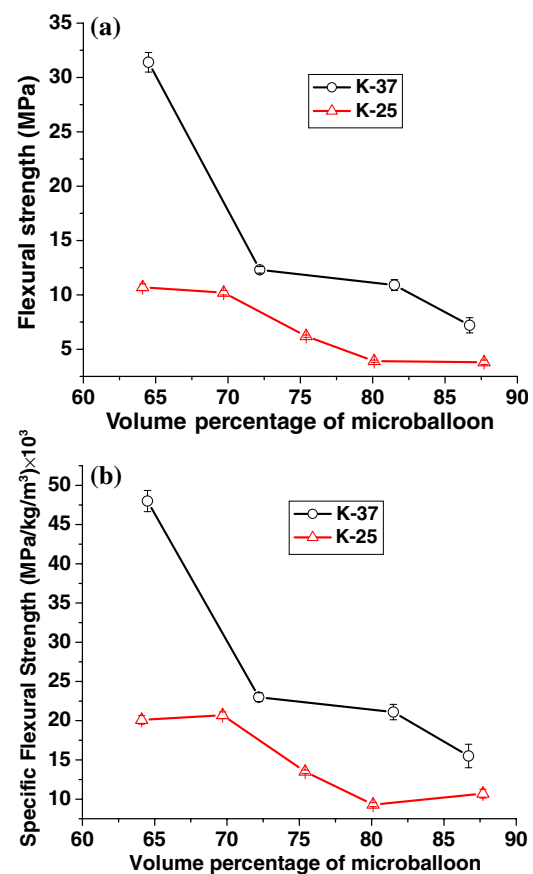 (a)
Flexural strength (MPa)
35
30
25
20
15
10
5
K-37
K-25
60 65 70 75 80 85 90
Volume percentage of microballoon
(b)
Specific Flexural Strength (MPa/kg/m³)×10³
50
45
40
35
30
25
20
15
10
K-37
K-25
60 65 70 75 80 85 90
Volume percentage of microballoon